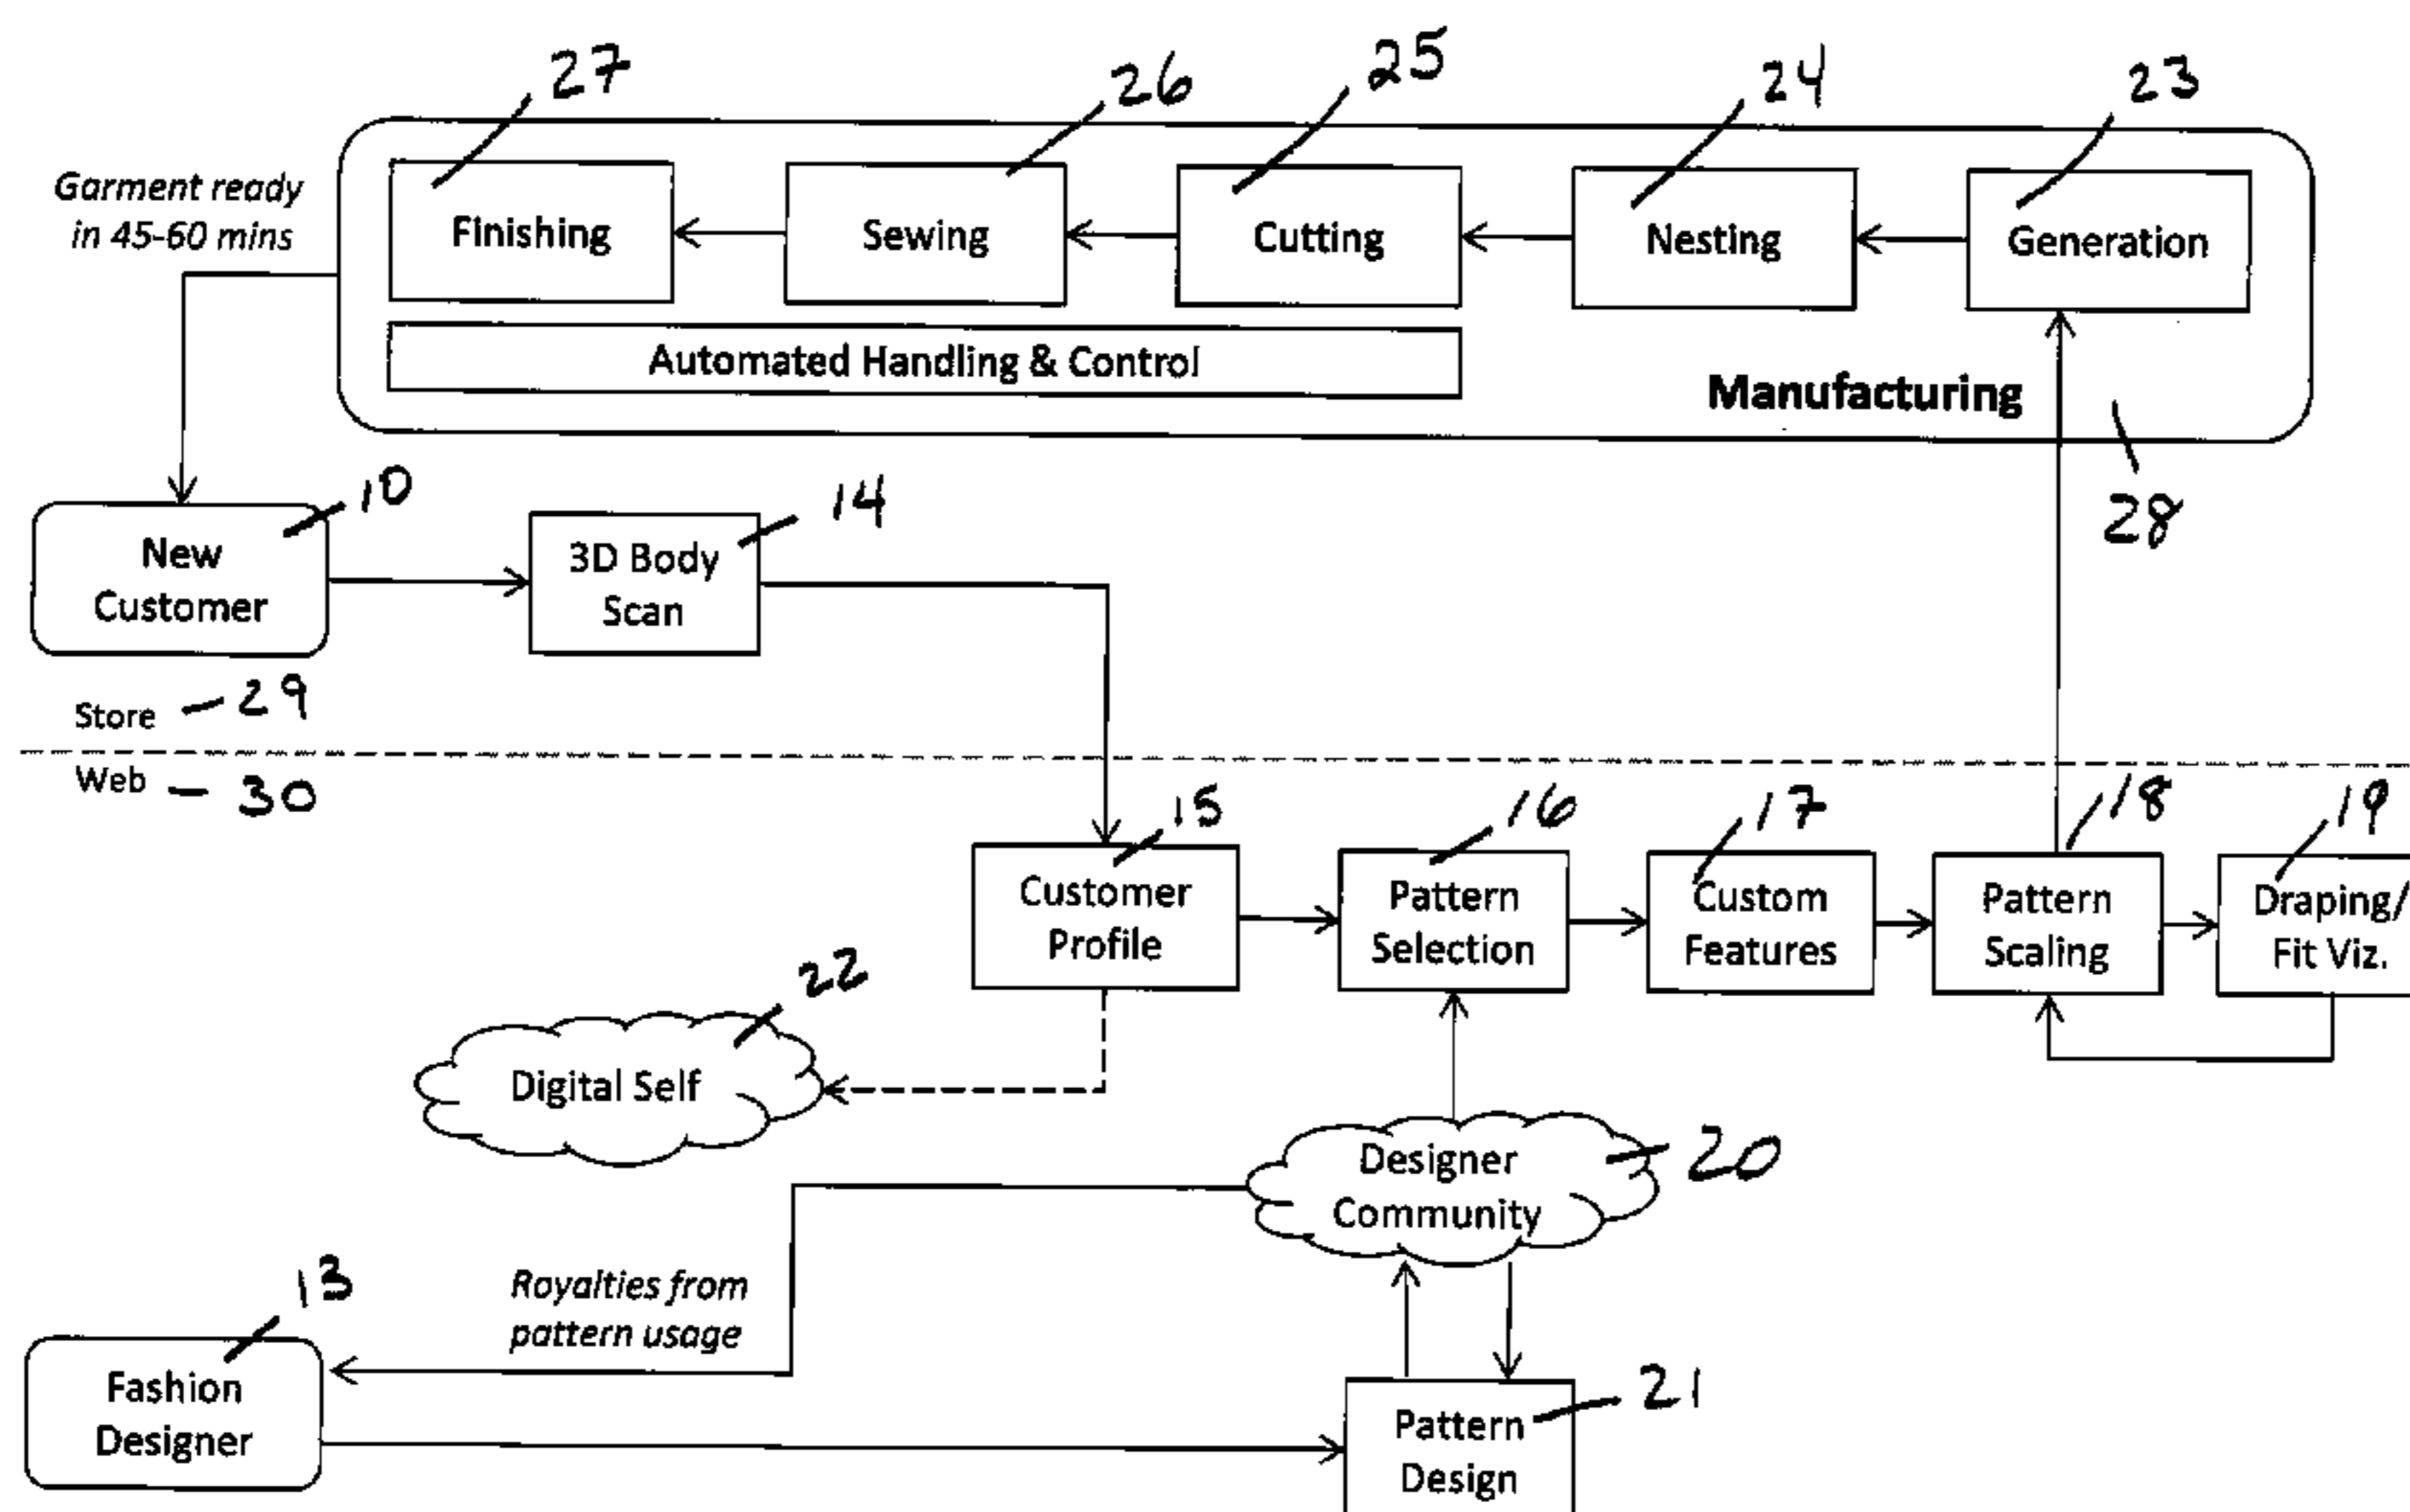 27
26
25
24
23
Garment ready
in 45-60 mins
Finishing
Sewing
Cutting
Nesting
Generation
Automated Handling & Control
Manufacturing
28
10
14
New
Customer
3D Body
Scan
Store - 29
Web - 30
15
16
17
18
19
Customer
Profile
Pattern
Selection
Custom
Features
Pattern
Scaling
Draping/
Fit Viz.
22
Digital Self
Designer
Community
20
13
Royalties from
pattern usage
Fashion
Designer
21
Pattern
Design